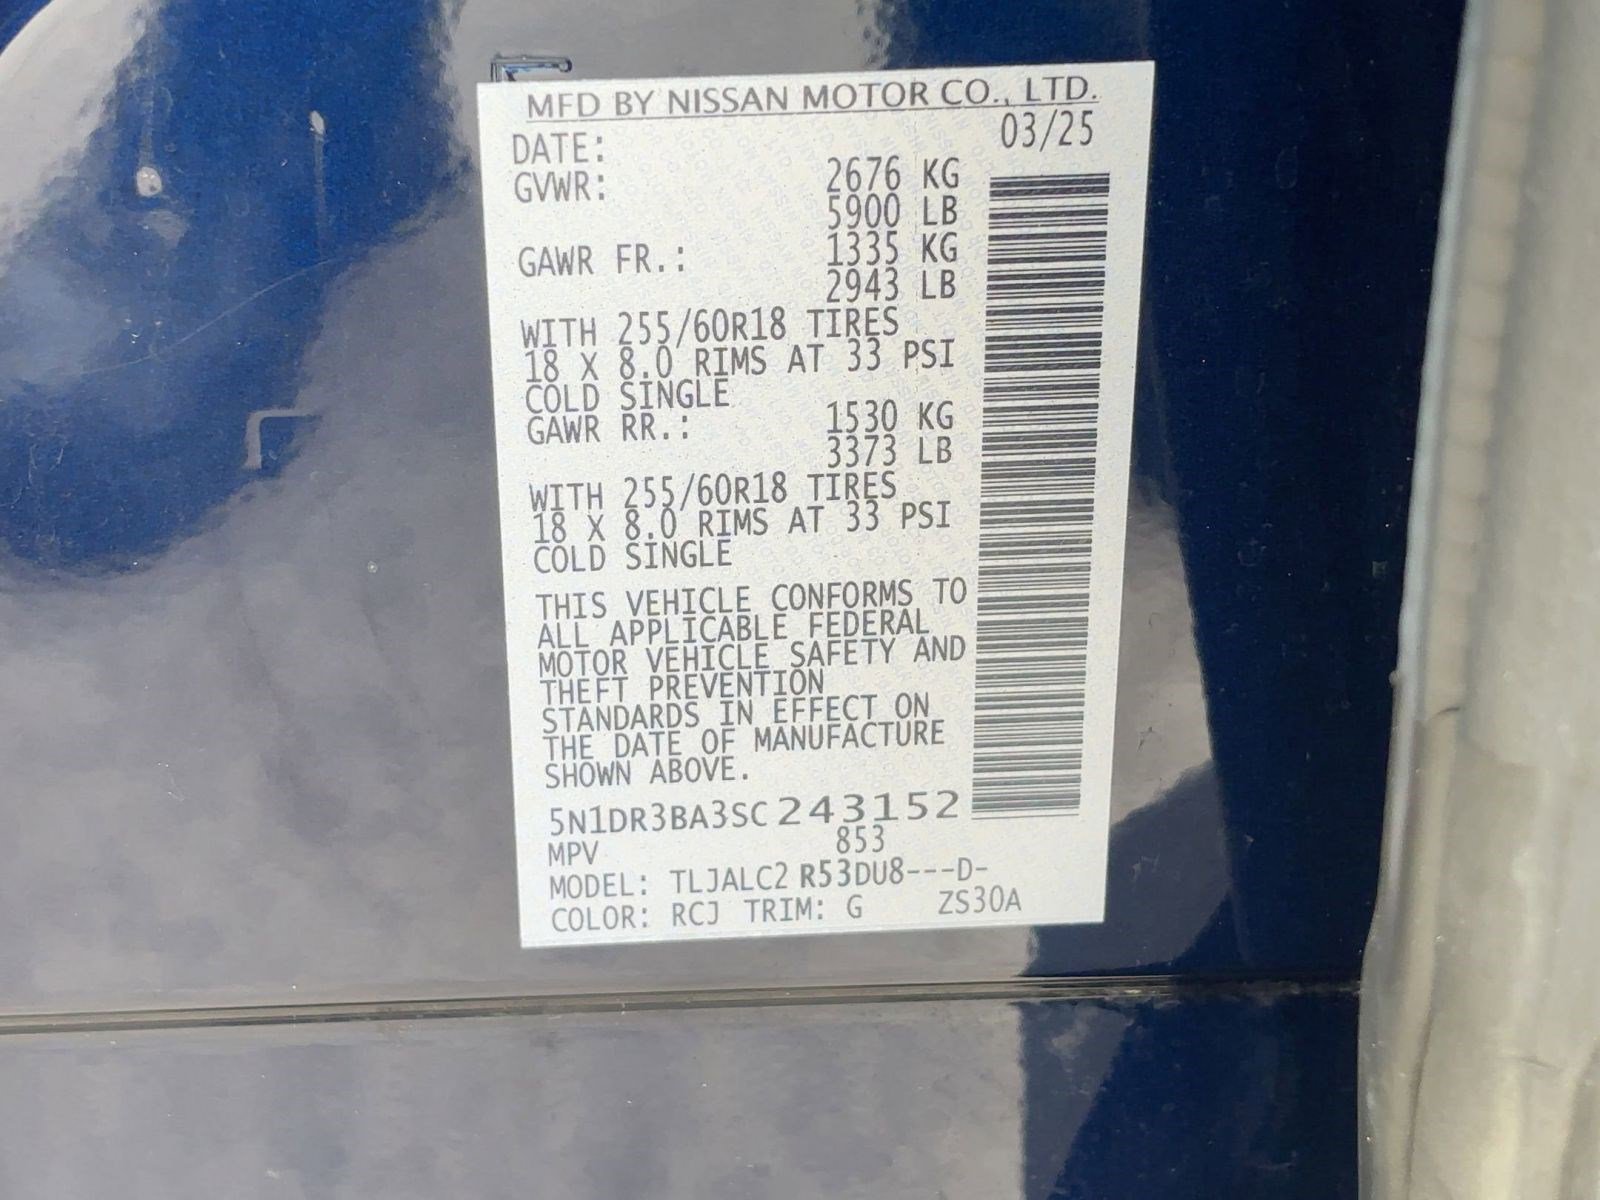 MFD BY NISSAN MOTOR CO., LTD.
DATE: 03/25
GVWR: 2676 KG
5900 LB
GAWR FR.: 1335 KG
2943 LB
WITH 255/60R18 TIRES
18 X 8.0 RIMS AT 33 PSI
COLD SINGLE
GAWR RR.: 1530 KG
3373 LB
WITH 255/60R18 TIRES
18 X 8.0 RIMS AT 33 PSI
COLD SINGLE
THIS VEHICLE CONFORMS TO
ALL APPLICABLE FEDERAL
MOTOR VEHICLE SAFETY AND
THEFT PREVENTION
STANDARDS IN EFFECT ON
THE DATE OF MANUFACTURE
SHOWN ABOVE.
5N1DR3BA3SC243152
MPV 853
MODEL: TLJALC2 R53DU8---D-
COLOR: RCJ TRIM: G ZS30A